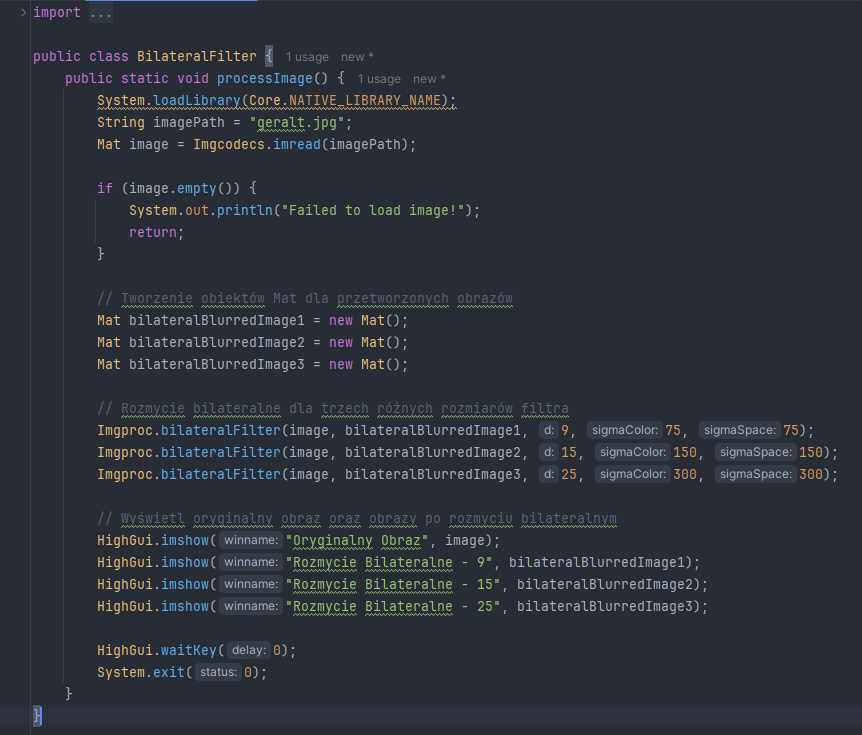 import ...
public class BilateralFilter { 1 usage new *
public static void processImage() { 1 usage new *
System.loadLibrary(Core.NATIVE_LIBRARY_NAME);
String imagePath = "geralt.jpg";
Mat image = Imgcodecs.imread(imagePath);
if (image.empty()) {
System.out.println("Failed to load image!");
return;
}
// Tworzenie obiektów Mat dla przetworzonych obrazów
Mat bilateralBlurredImage1 = new Mat();
Mat bilateralBlurredImage2 = new Mat();
Mat bilateralBlurredImage3 = new Mat();
// Rozmycie bilateralne dla trzech różnych rozmiarów filtra
Imgproc.bilateralFilter(image, bilateralBlurredImage1, d: 9, sigmaColor: 75, sigmaSpace: 75);
Imgproc.bilateralFilter(image, bilateralBlurredImage2, d: 15, sigmaColor: 150, sigmaSpace: 150);
Imgproc.bilateralFilter(image, bilateralBlurredImage3, d: 25, sigmaColor: 300, sigmaSpace: 300);
// Wyświetl oryginalny obraz oraz obrazy po rozmyciu bilateralnym
HighGui.imshow( winname: "Oryginalny Obraz", image);
HighGui.imshow( winname: "Rozmycie Bilateralne - 9", bilateralBlurredImage1);
HighGui.imshow( winname: "Rozmycie Bilateralne - 15", bilateralBlurredImage2);
HighGui.imshow( winname: "Rozmycie Bilateralne - 25", bilateralBlurredImage3);
HighGui.waitKey( delay: 0);
System.exit( status: 0);
}
}